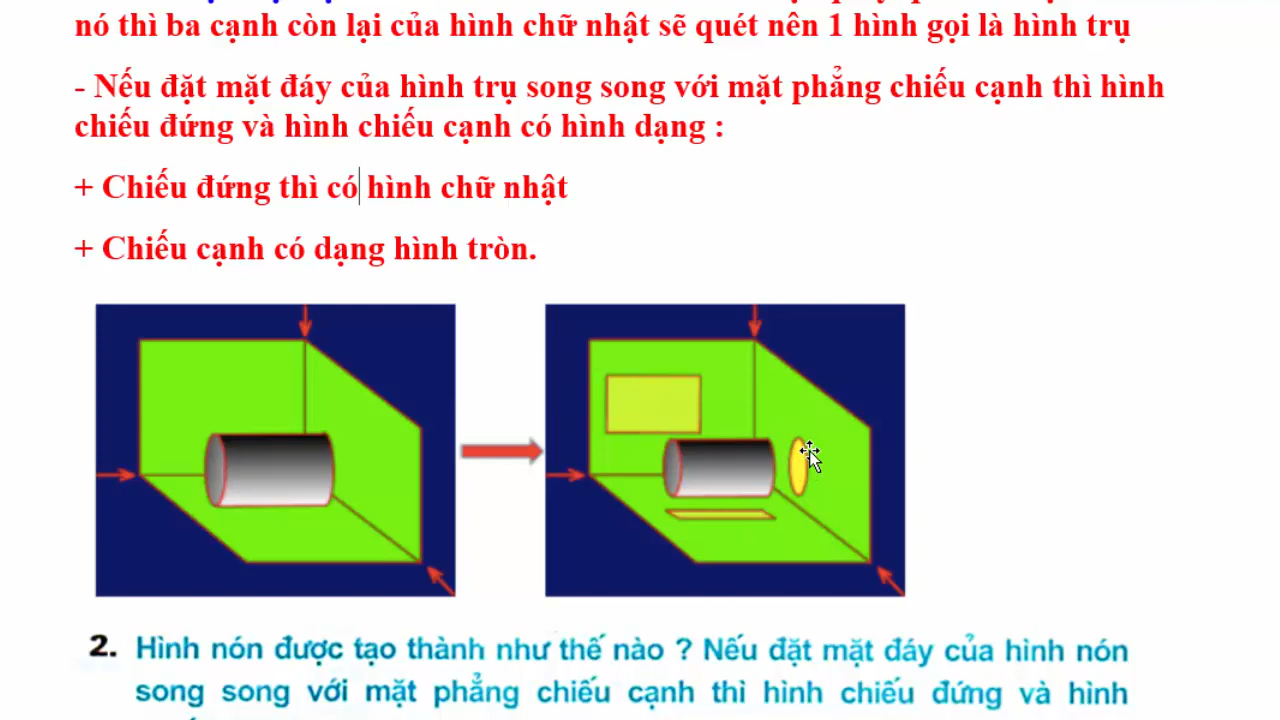 nó thì ba cạnh còn lại của hình chữ nhật sẽ quét nên 1 hình gọi là hình trụ
- Nếu đặt mặt đáy của hình trụ song song với mặt phẳng chiếu cạnh thì hình
chiếu đứng và hình chiếu cạnh có hình dạng :
+ Chiếu đứng thì có hình chữ nhật
+ Chiếu cạnh có dạng hình tròn.
2. Hình nón được tạo thành như thế nào ? Nếu đặt mặt đáy của hình nón
song song với mặt phẳng chiếu cạnh thì hình chiếu đứng và hình